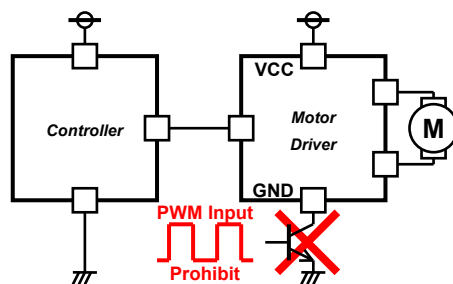 VCC
Controller
Motor
Driver
M
GND
PWM Input
Prohibit